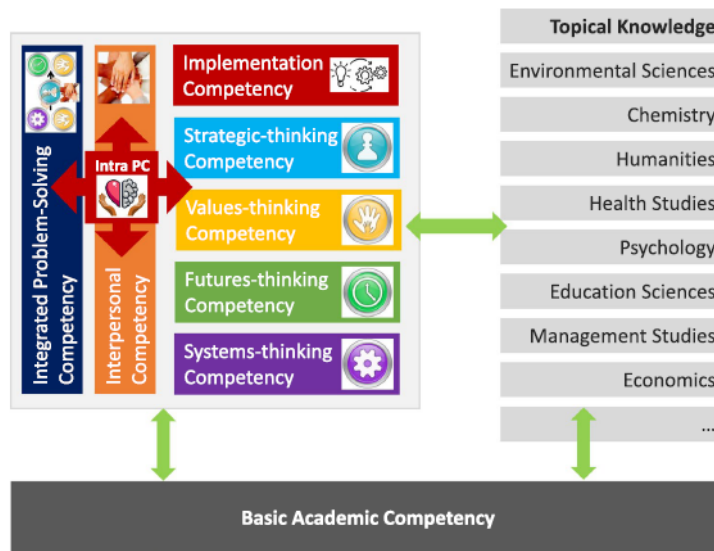 Integrated Problem-Solving
Competency
Interpersonal
Competency
Intra PC
Implementation
Competency
Strategic-thinking
Competency
Values-thinking
Competency
Futures-thinking
Competency
Systems-thinking
Competency
Topical Knowledge
Environmental Sciences
Chemistry
Humanities
Health Studies
Psychology
Education Sciences
Management Studies
Economics
...
Basic Academic Competency